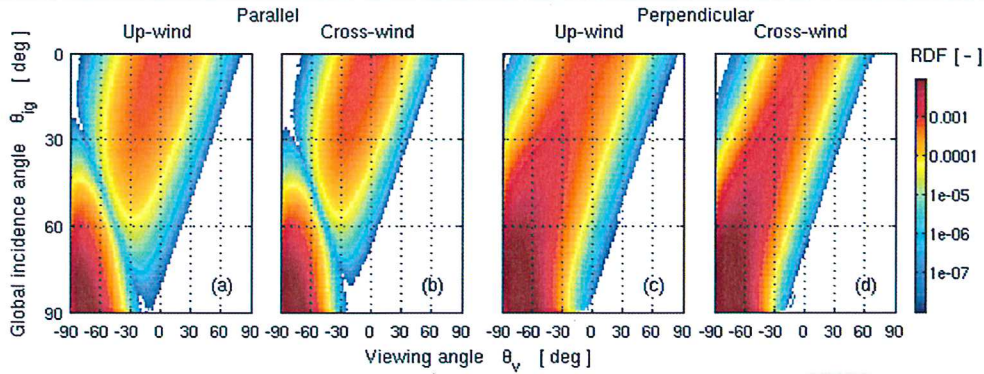 Parallel Perpendicular
Up-wind Cross-wind Up-wind Cross-wind
RDF [ - ]
0
30
60
90
Global incidence angle θig [ deg ]
(a) (b) (c) (d)
0.001
0.0001
1e-05
1e-06
1e-07
-90 -60 -30 0 30 60 90 -90 -60 -30 0 30 60 90 -90 -60 -30 0 30 60 90 -90 -60 -30 0 30 60 90
Viewing angle θv [ deg ]